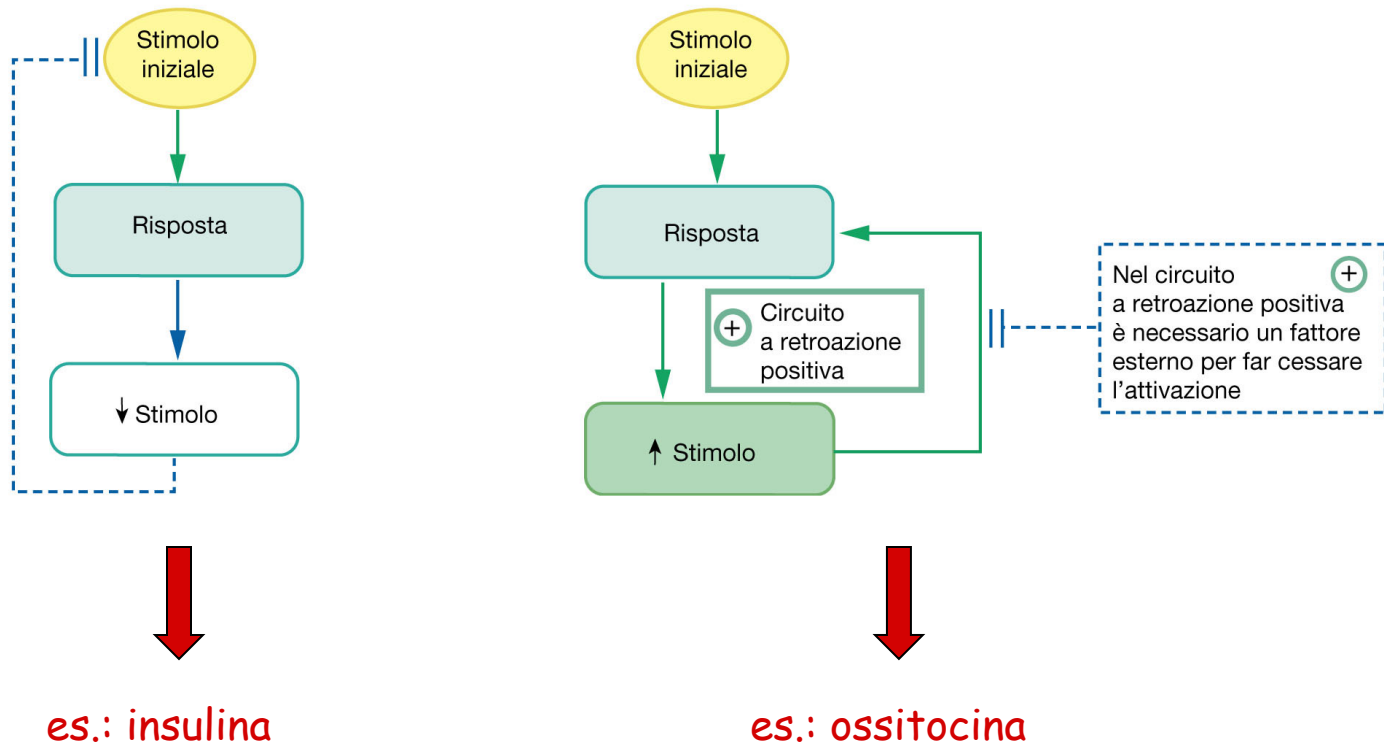 Stimolo
iniziale
Risposta
↓ Stimolo
es.: insulina
Stimolo
iniziale
Risposta
+ Circuito
a retroazione
positiva
↑ Stimolo
Nel circuito +
a retroazione positiva
è necessario un fattore
esterno per far cessare
l'attivazione
es.: ossitocina